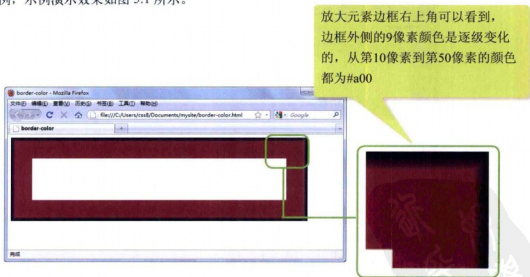 例，示例演示效果如图 5.1 所示。
放大元素边框右上角可以看到，
边框外侧的9像素颜色是逐级变化
的，从第10像素到第50像素的颜色
都为#a00
border-color - Mozilla Firefox
文件(F) 编辑(E) 查看(V) 历史(S) 书签(B) 工具(T) 帮助(H)
file:///C:/Users/css8/Documents/mysite/border-color.html
Google
border-color
完成